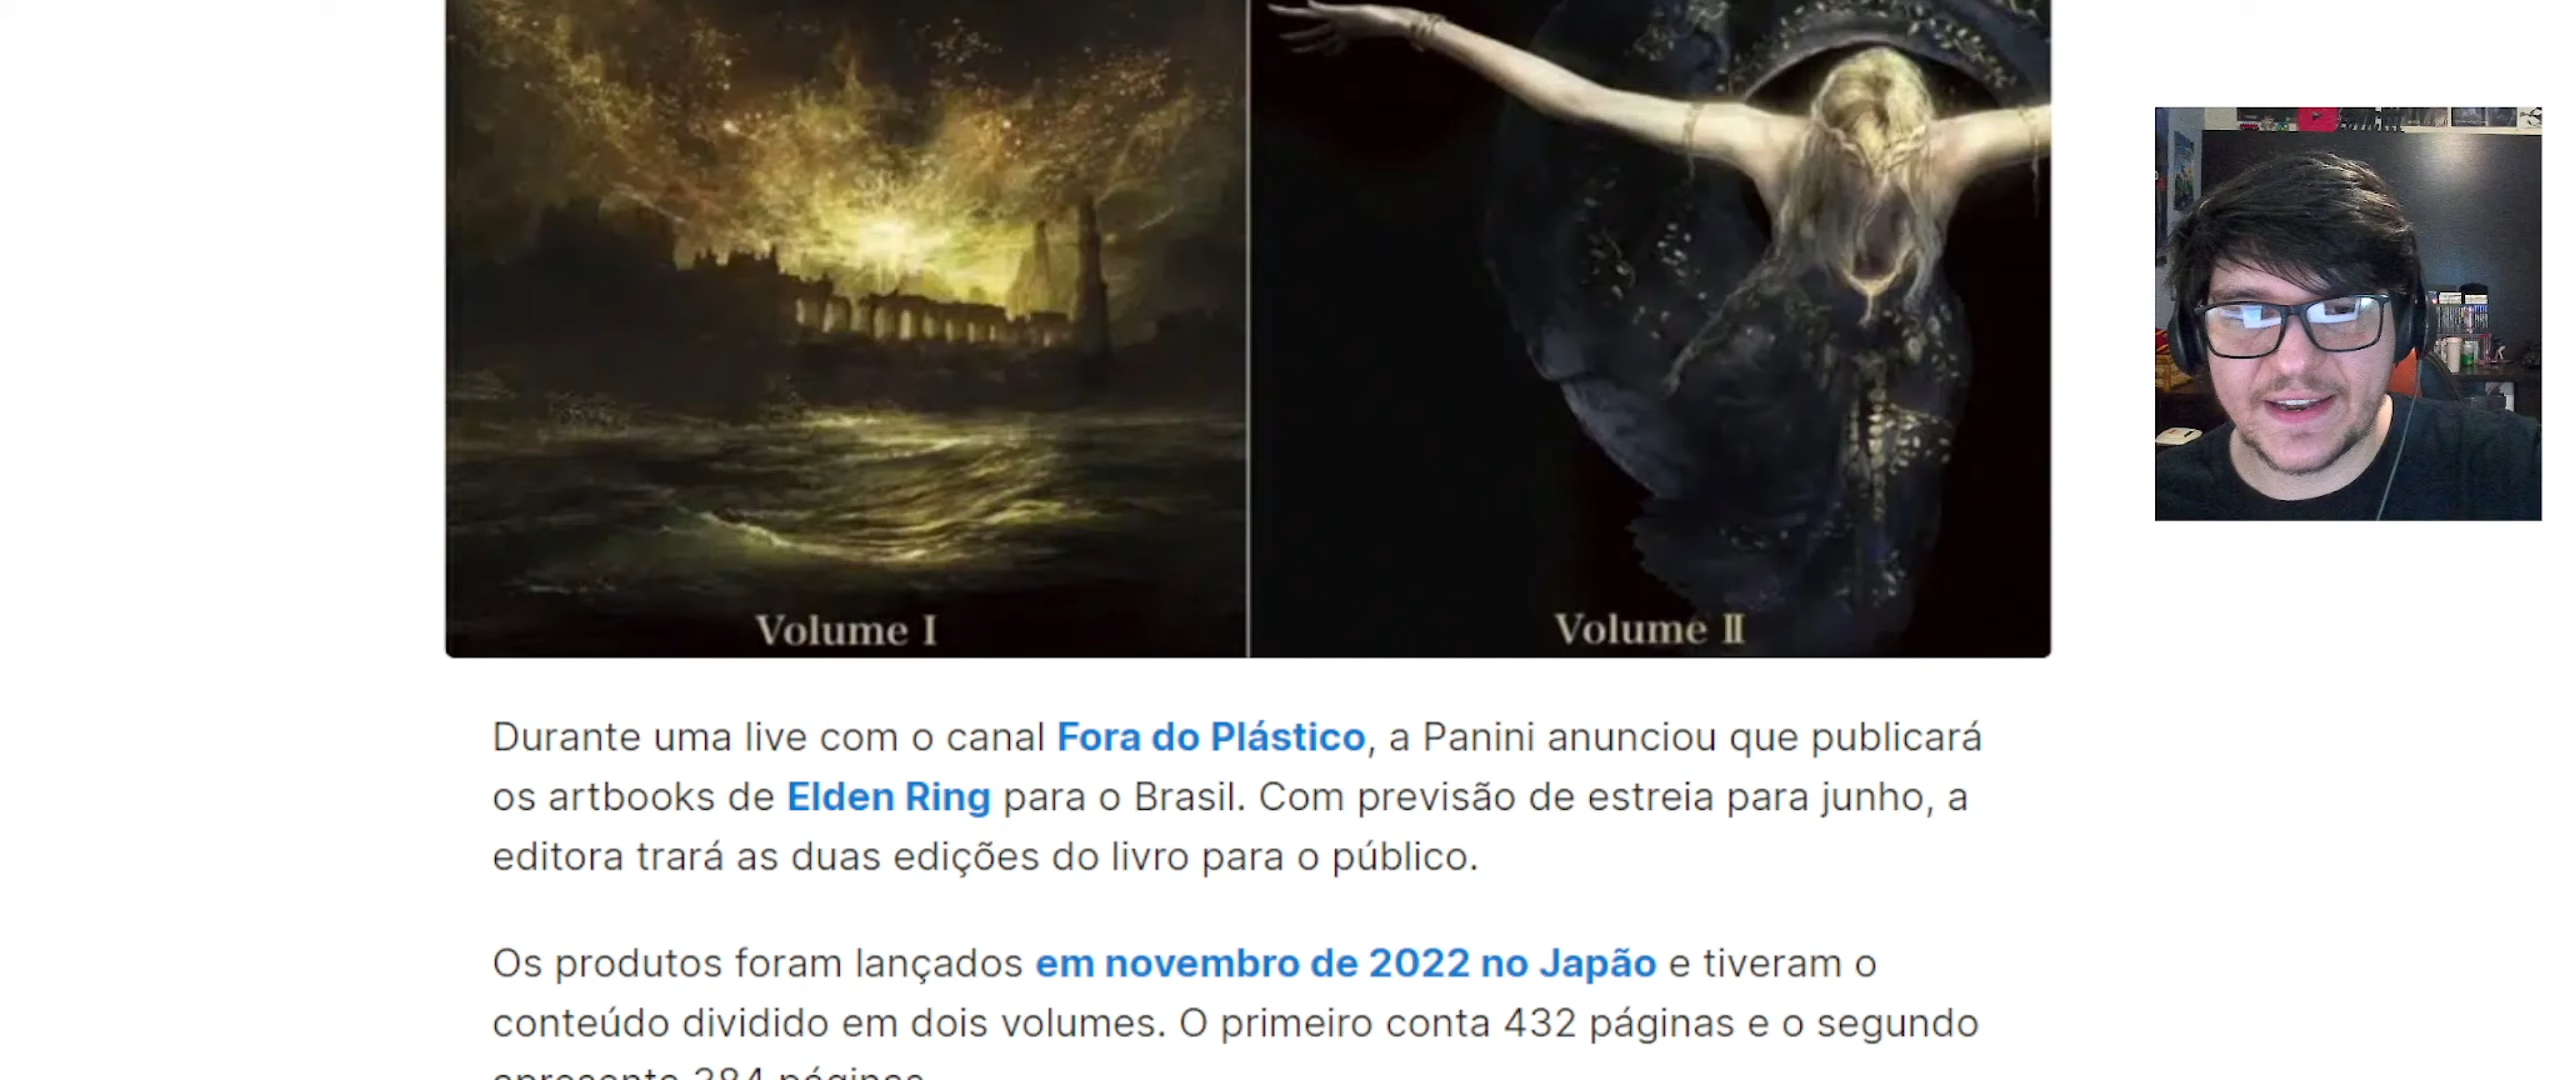 Volume I
Volume II
Durante uma live com o canal Fora do Plástico, a Panini anunciou que publicará
os artbooks de Elden Ring para o Brasil. Com previsão de estreia para junho, a
editora trará as duas edições do livro para o público.
Os produtos foram lançados em novembro de 2022 no Japão e tiveram o
conteúdo dividido em dois volumes. O primeiro conta 432 páginas e o segundo
apresenta 384 páginas.